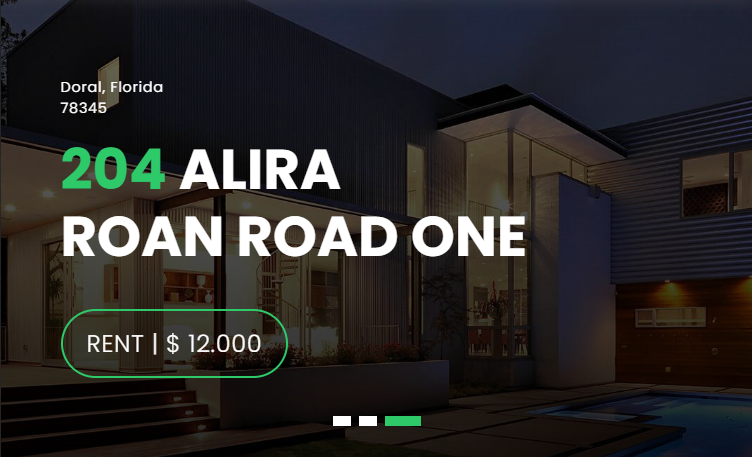 Doral, Florida
78345
204 ALIRA
ROAN ROAD ONE
RENT | $ 12.000